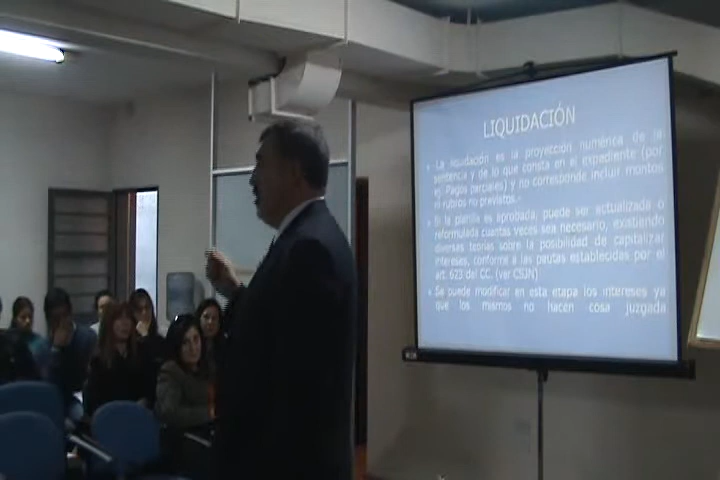 LIQUIDACIÓN
• La liquidación es la proyección numérica de la
sentencia y de lo que consta en el expediente (por
ej. Pagos parciales) y no corresponde incluir montos
ni rubros no previstos.-
• Si la planilla es aprobada, puede ser actualizada o
reformulada cuantas veces sea necesario, existiendo
diversas teorías sobre la posibilidad de capitalizar
intereses, conforme a las pautas establecidas por el
art. 623 del CC. (ver CSJN)
• Se puede modificar en esta etapa los intereses ya
que los mismos no hacen cosa juzgada